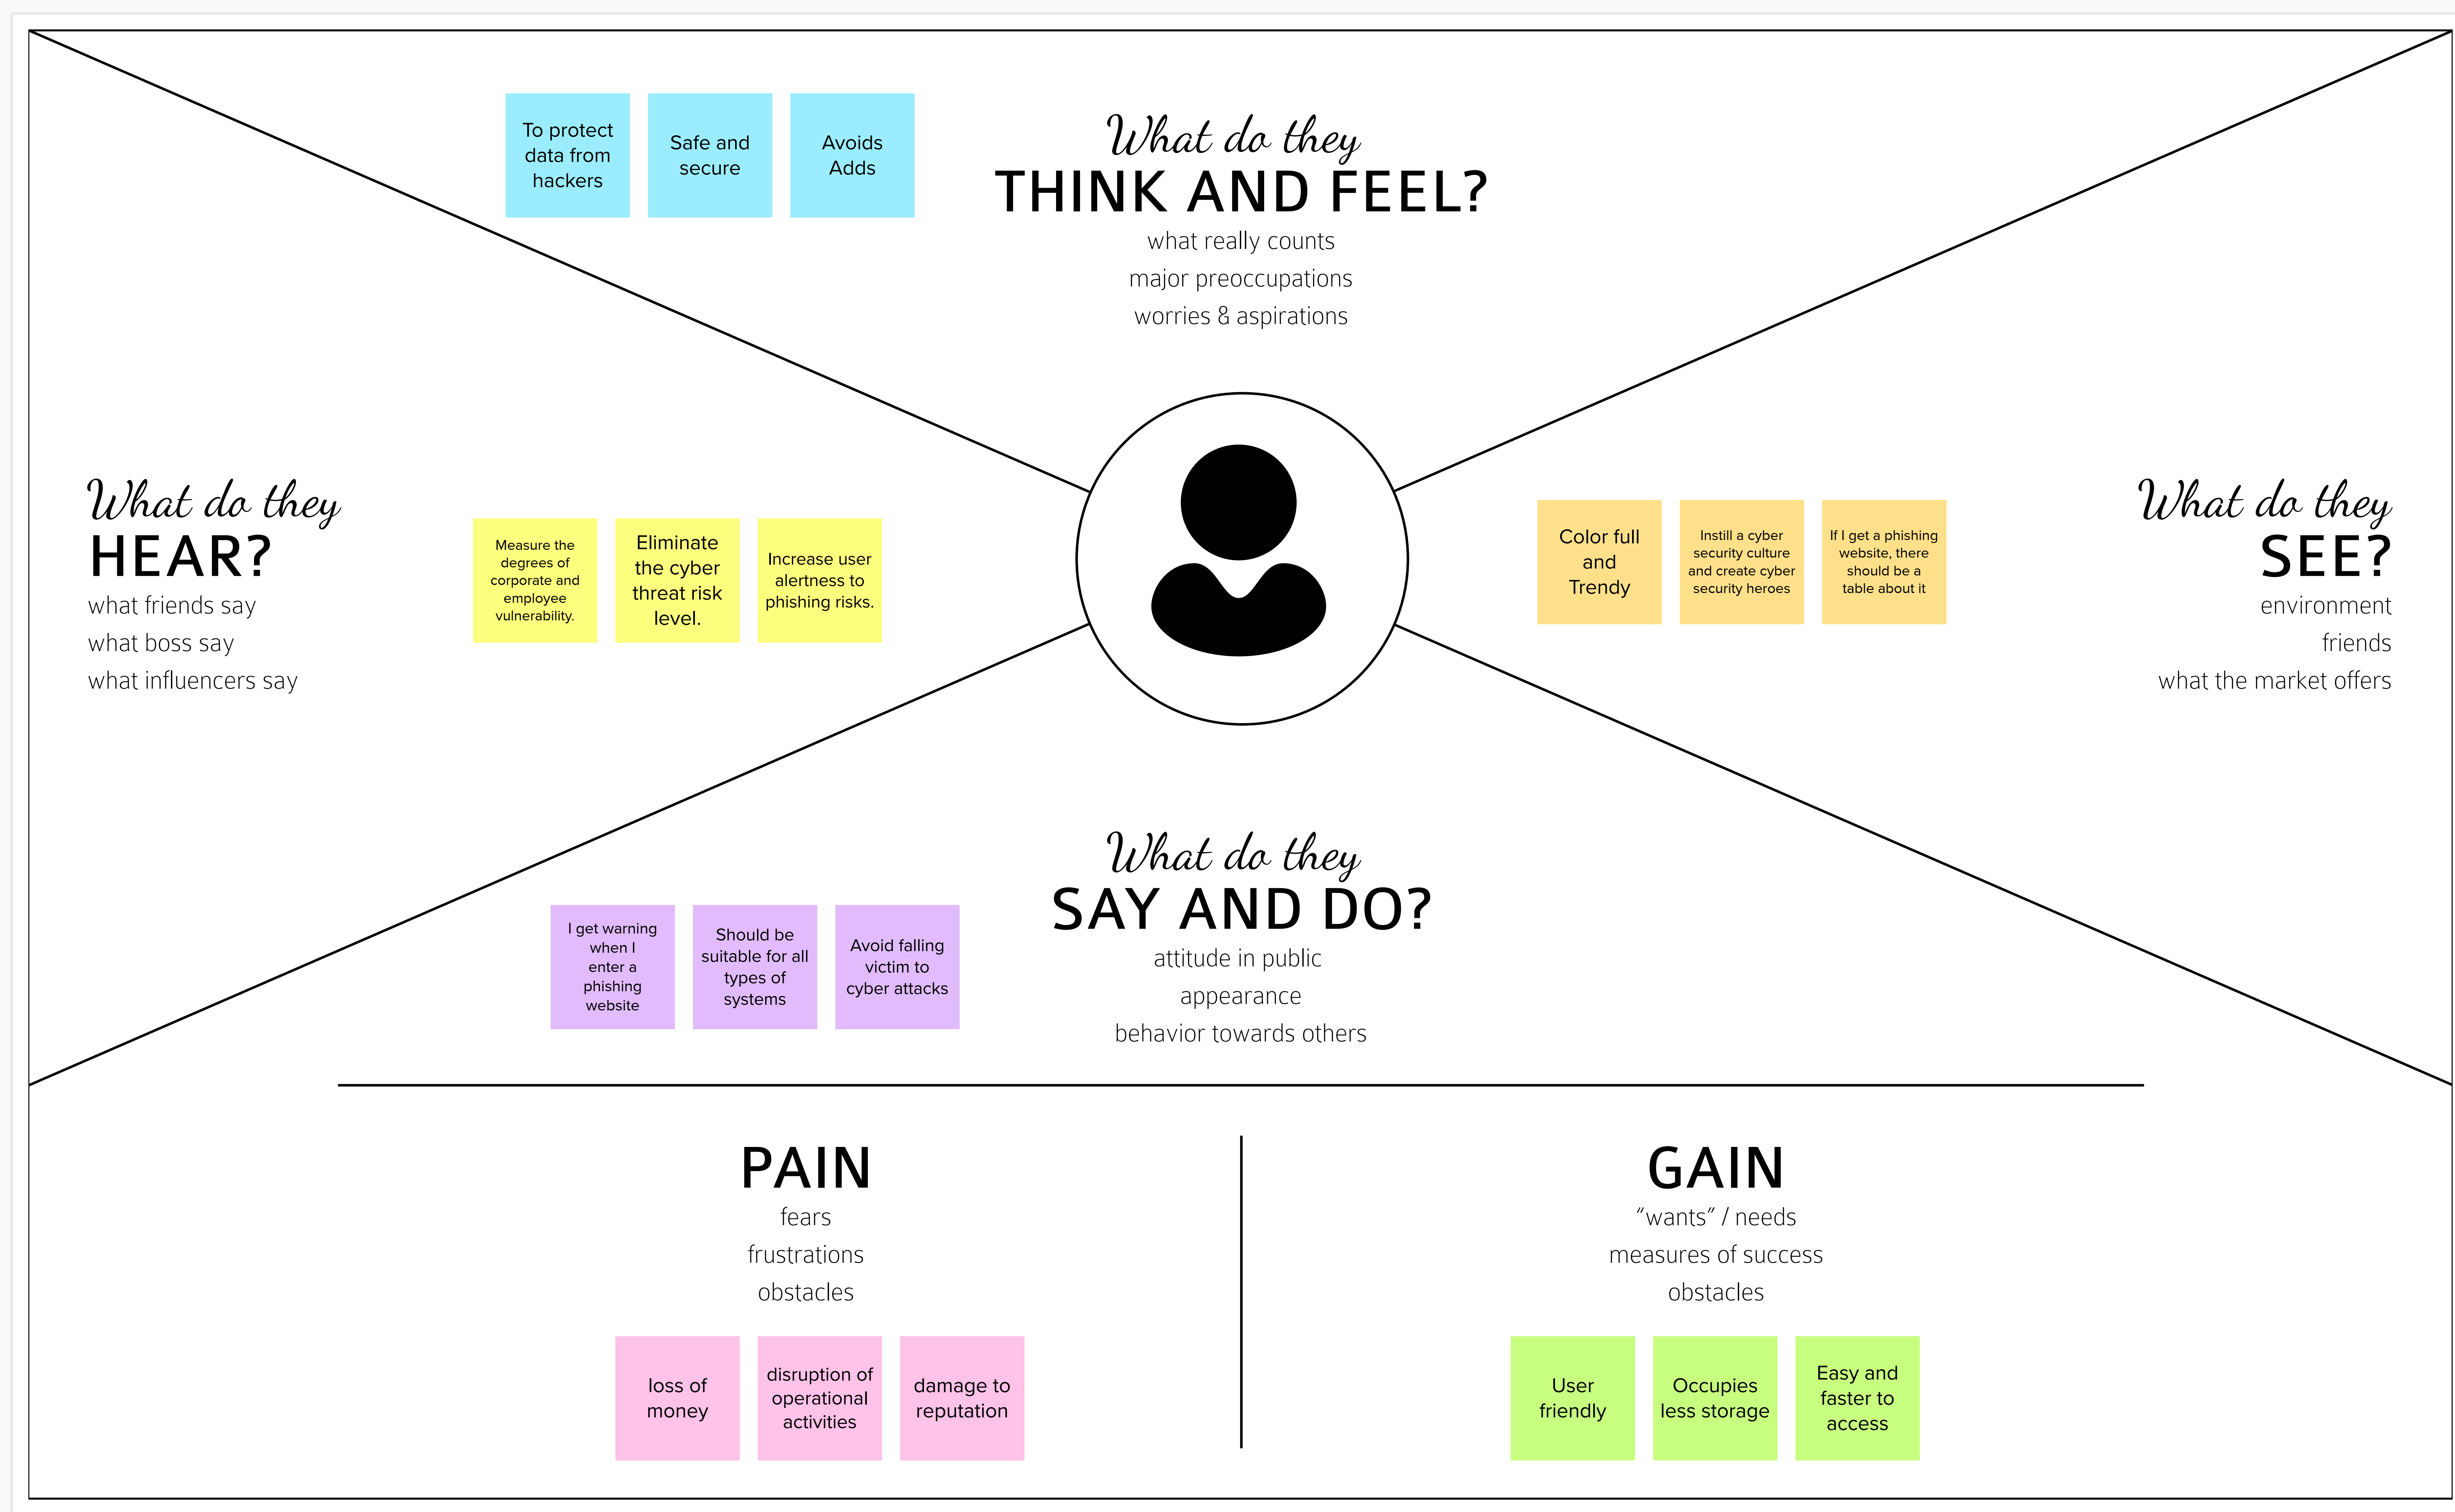 To protect
data from
hackers
Safe and
secure
Avoids
Adds
What do they
THINK AND FEEL?
what really counts
major preoccupations
worries & aspirations
What do they
HEAR?
what friends say
what boss say
what influencers say
Measure the
degrees of
corporate and
employee
vulnerability.
Eliminate
the cyber
threat risk
level.
Increase user
alertness to
phishing risks.
Color full
and
Trendy
Instill a cyber
security culture
and create cyber
security heroes
If I get a phishing
website, there
should be a
table about it
What do they
SEE?
environment
friends
what the market offers
What do they
SAY AND DO?
attitude in public
appearance
behavior towards others
I get warning
when I
enter a
phishing
website
Should be
suitable for all
types of
systems
Avoid falling
victim to
cyber attacks
PAIN
fears
frustrations
obstacles
loss of
money
disruption of
operational
activities
damage to
reputation
GAIN
“wants” / needs
measures of success
obstacles
User
friendly
Occupies
less storage
Easy and
faster to
access